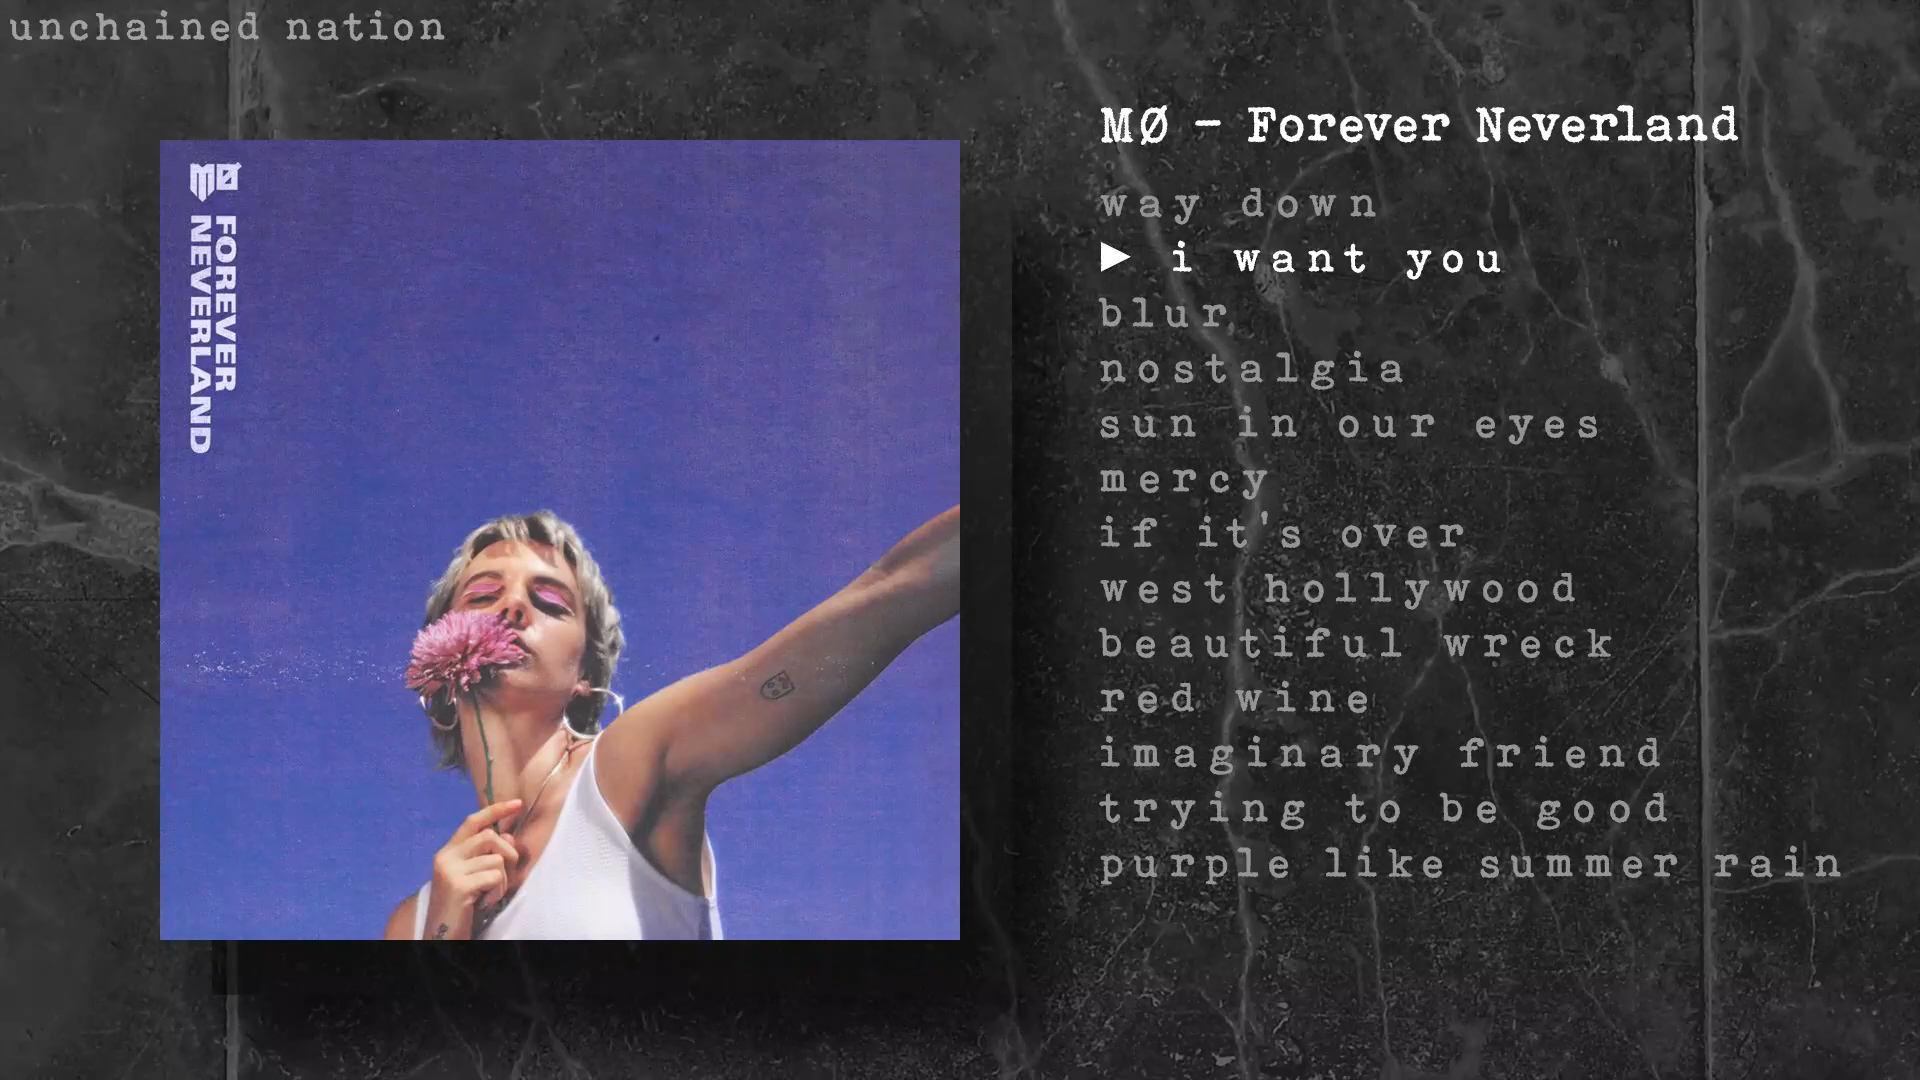 unchained nation
MØ - Forever Neverland
way down
▶ i want you
blur
nostalgia
sun in our eyes
mercy
if it's over
west hollywood
beautiful wreck
red wine
imaginary friend
trying to be good
purple like summer rain
MØ
FOREVER
NEVERLAND